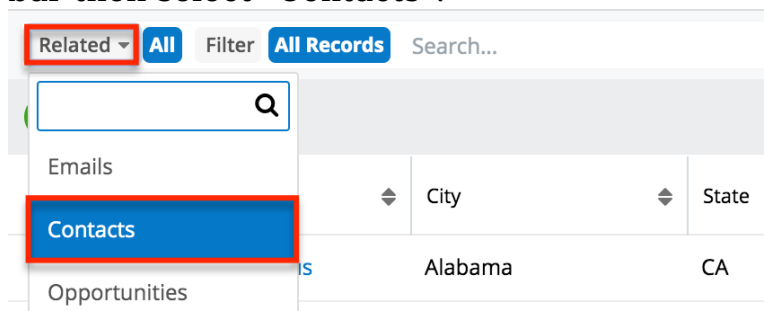 Related All Filter All Records Search...
Emails
City State
Contacts
Alabama CA
Opportunities